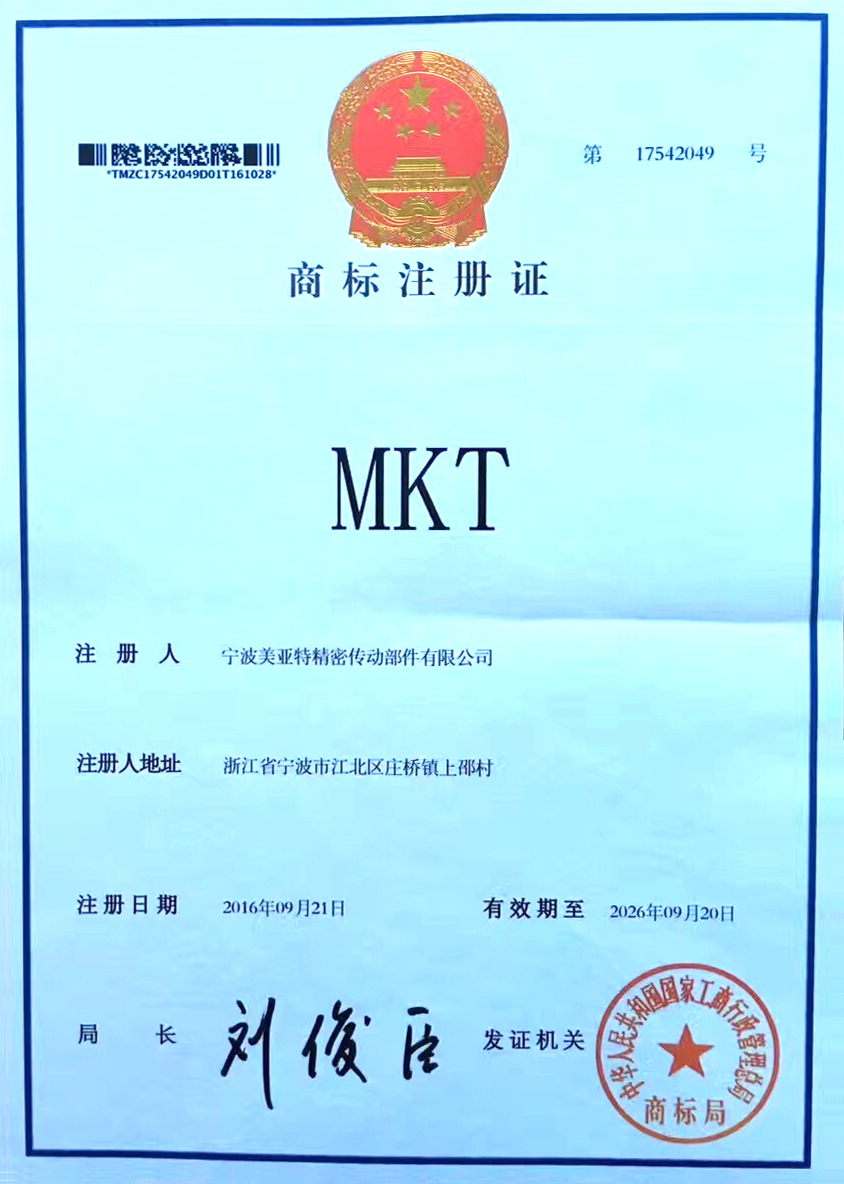 *TMZC17542049D01T161028*
第 17542049 号
商标注册证
MKT
注册人 宁波美亚特精密传动部件有限公司
注册人地址 浙江省宁波市江北区庄桥镇上邵村
注册日期 2016年09月21日 有效期至 2026年09月20日
局长 刘俊臣 发证机关
中华人民共和国国家工商行政管理总局
商标局